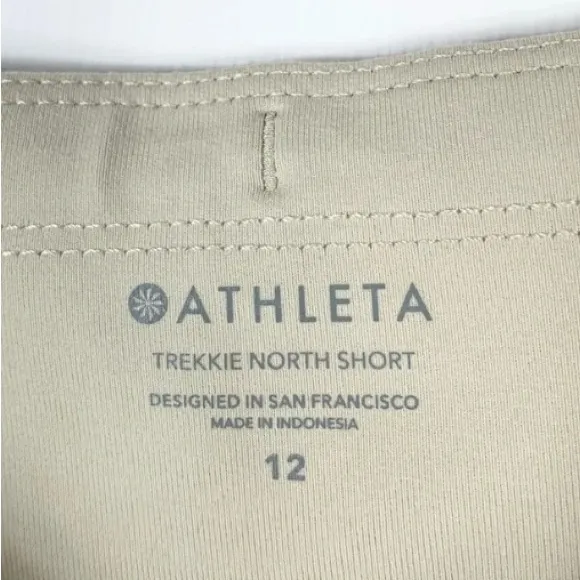 ATHLETA
TREKKIE NORTH SHORT
DESIGNED IN SAN FRANCISCO
MADE IN INDONESIA
12